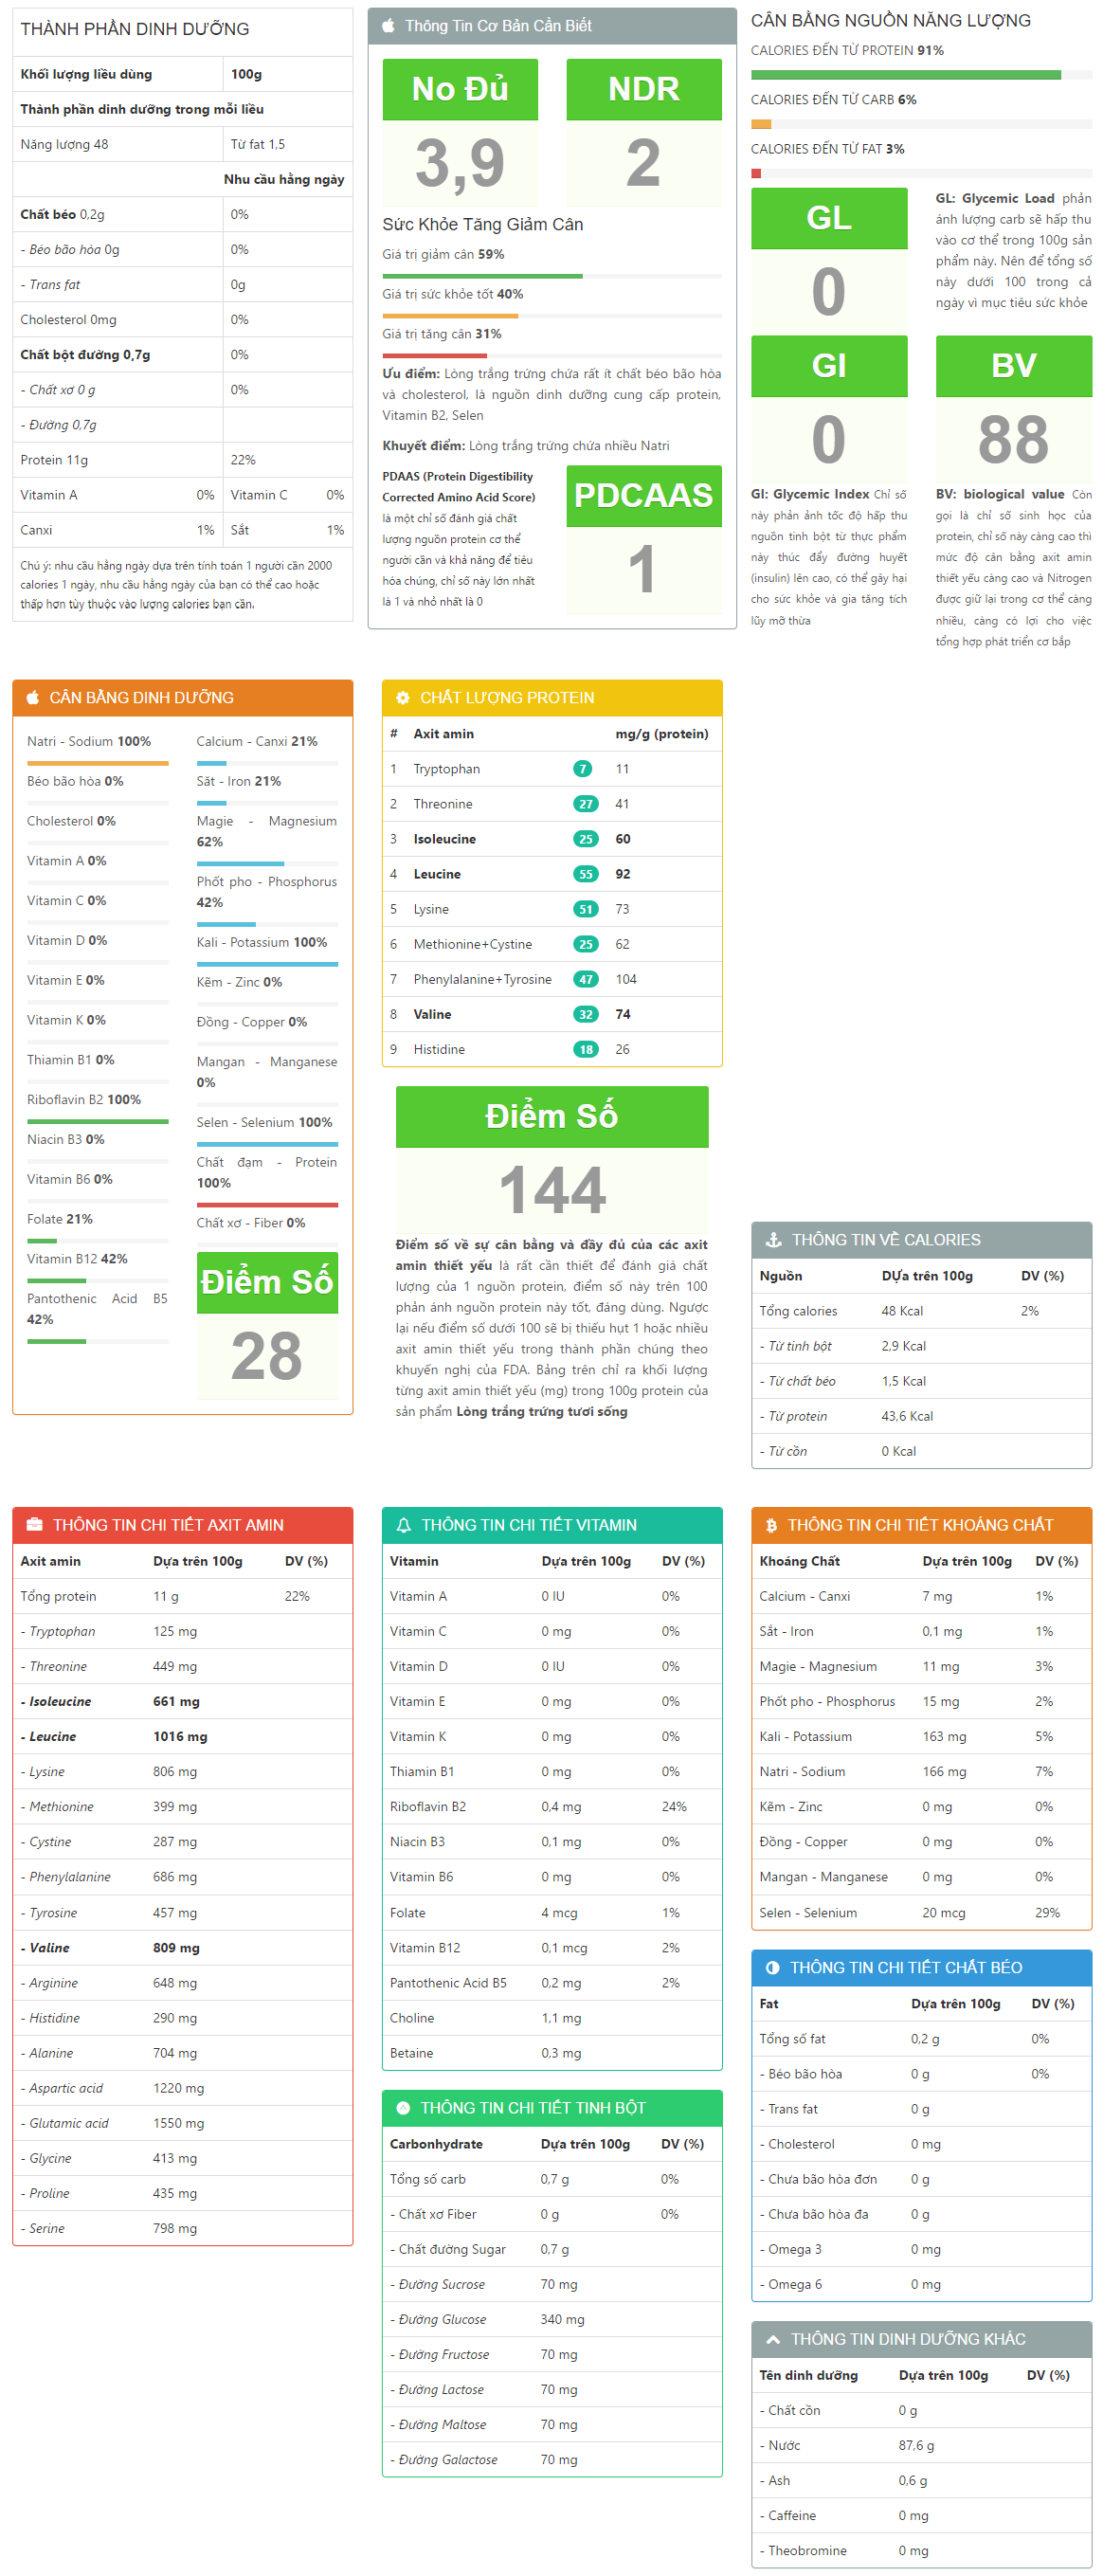 THÀNH PHẦN DINH DƯỠNG
Khối lượng liều dùng 100g
Thành phần dinh dưỡng trong mỗi liều
Năng lượng 48 Từ fat 1,5
Nhu cầu hằng ngày
Chất béo 0,2g 0%
- Béo bão hòa 0g 0%
- Trans fat 0g
Cholesterol 0mg 0%
Chất bột đường 0,7g 0%
- Chất xơ 0 g 0%
- Đường 0,7g
Protein 11g 22%
Vitamin A 0% Vitamin C 0%
Canxi 1% Sắt 1%
Chú ý: nhu cầu hằng ngày dựa trên tính toán 1 người cần 2000
calories 1 ngày, nhu cầu hằng ngày của bạn có thể cao hoặc
thấp hơn tùy thuộc vào lượng calories bạn cần.
Thông Tin Cơ Bản Cần Biết
No Đủ NDR
3,9 2
Sức Khỏe Tăng Giảm Cân
Giá trị giảm cân 59%
Giá trị sức khỏe tốt 40%
Giá trị tăng cân 31%
Ưu điểm: Lòng trắng trứng chứa rất ít chất béo bão hòa
và cholesterol, là nguồn dinh dưỡng cung cấp protein,
Vitamin B2, Selen
Khuyết điểm: Lòng trắng trứng chứa nhiều Natri
PDAAS (Protein Digestibility
Corrected Amino Acid Score)
là một chỉ số đánh giá chất
lượng nguồn protein cơ thể
người cần và khả năng để tiêu
hóa chúng, chỉ số này lớn nhất
là 1 và nhỏ nhất là 0
PDCAAS
1
CÂN BẰNG NGUỒN NĂNG LƯỢNG
CALORIES ĐẾN TỪ PROTEIN 91%
CALORIES ĐẾN TỪ CARB 6%
CALORIES ĐẾN TỪ FAT 3%
GL
0
GL: Glycemic Load phản
ánh lượng carb sẽ hấp thu
vào cơ thể trong 100g sản
phẩm này. Nên để tổng số
này dưới 100 trong cả
ngày vì mục tiêu sức khỏe
GI
0
GI: Glycemic Index Chỉ số
này phản ảnh tốc độ hấp thu
nguồn tinh bột từ thực phẩm
này thúc đẩy đường huyết
(insulin) lên cao, có thể gây hại
cho sức khỏe và gia tăng tích
lũy mỡ thừa
BV
88
BV: biological value Còn
gọi là chỉ số sinh học của
protein, chỉ số này càng cao thì
mức độ cân bằng axit amin
thiết yếu càng cao và Nitrogen
được giữ lại trong cơ thể càng
nhiều, càng có lợi cho việc
tổng hợp phát triển cơ bắp
CÂN BẰNG DINH DƯỠNG
Natri - Sodium 100%
Béo bão hòa 0%
Cholesterol 0%
Vitamin A 0%
Vitamin C 0%
Vitamin D 0%
Vitamin E 0%
Vitamin K 0%
Thiamin B1 0%
Riboflavin B2 100%
Niacin B3 0%
Vitamin B6 0%
Folate 21%
Vitamin B12 42%
Pantothenic Acid B5
42%
Calcium - Canxi 21%
Sắt - Iron 21%
Magie - Magnesium
62%
Phốt pho - Phosphorus
42%
Kali - Potassium 100%
Kẽm - Zinc 0%
Đồng - Copper 0%
Mangan - Manganese
0%
Selen - Selenium 100%
Chất đạm - Protein
100%
Chất xơ - Fiber 0%
Điểm Số
28
CHẤT LƯỢNG PROTEIN
# Axit amin mg/g (protein)
1 Tryptophan 7 11
2 Threonine 27 41
3 Isoleucine 25 60
4 Leucine 55 92
5 Lysine 51 73
6 Methionine+Cystine 25 62
7 Phenylalanine+Tyrosine 47 104
8 Valine 32 74
9 Histidine 18 26
Điểm Số
144
Điểm số về sự cân bằng và đầy đủ của các axit
amin thiết yếu là rất cần thiết để đánh giá chất
lượng của 1 nguồn protein, điểm số này trên 100
phản ánh nguồn protein này tốt, đáng dùng. Ngược
lại nếu điểm số dưới 100 sẽ bị thiếu hụt 1 hoặc nhiều
axit amin thiết yếu trong thành phần chúng theo
khuyến nghị của FDA. Bảng trên chỉ ra khối lượng
từng axit amin thiết yếu (mg) trong 100g protein của
sản phẩm Lòng trắng trứng tươi sống
THÔNG TIN VỀ CALORIES
Nguồn DỰa trên 100g DV (%)
Tổng calories 48 Kcal 2%
- Từ tinh bột 2,9 Kcal
- Từ chất béo 1,5 Kcal
- Từ protein 43,6 Kcal
- Từ cồn 0 Kcal
THÔNG TIN CHI TIẾT AXIT AMIN
Axit amin Dựa trên 100g DV (%)
Tổng protein 11 g 22%
- Tryptophan 125 mg
- Threonine 449 mg
- Isoleucine 661 mg
- Leucine 1016 mg
- Lysine 806 mg
- Methionine 399 mg
- Cystine 287 mg
- Phenylalanine 686 mg
- Tyrosine 457 mg
- Valine 809 mg
- Arginine 648 mg
- Histidine 290 mg
- Alanine 704 mg
- Aspartic acid 1220 mg
- Glutamic acid 1550 mg
- Glycine 413 mg
- Proline 435 mg
- Serine 798 mg
THÔNG TIN CHI TIẾT VITAMIN
Vitamin Dựa trên 100g DV (%)
Vitamin A 0 IU 0%
Vitamin C 0 mg 0%
Vitamin D 0 IU 0%
Vitamin E 0 mg 0%
Vitamin K 0 mg 0%
Thiamin B1 0 mg 0%
Riboflavin B2 0,4 mg 24%
Niacin B3 0,1 mg 0%
Vitamin B6 0 mg 0%
Folate 4 mcg 1%
Vitamin B12 0,1 mcg 2%
Pantothenic Acid B5 0,2 mg 2%
Choline 1,1 mg
Betaine 0,3 mg
THÔNG TIN CHI TIẾT TINH BỘT
Carbonhydrate Dựa trên 100g DV (%)
Tổng số carb 0,7 g 0%
- Chất xơ Fiber 0 g 0%
- Chất đường Sugar 0,7 g
- Đường Sucrose 70 mg
- Đường Glucose 340 mg
- Đường Fructose 70 mg
- Đường Lactose 70 mg
- Đường Maltose 70 mg
- Đường Galactose 70 mg
THÔNG TIN CHI TIẾT KHOÁNG CHẤT
Khoáng Chất Dựa trên 100g DV (%)
Calcium - Canxi 7 mg 1%
Sắt - Iron 0,1 mg 1%
Magie - Magnesium 11 mg 3%
Phốt pho - Phosphorus 15 mg 2%
Kali - Potassium 163 mg 5%
Natri - Sodium 166 mg 7%
Kẽm - Zinc 0 mg 0%
Đồng - Copper 0 mg 0%
Mangan - Manganese 0 mg 0%
Selen - Selenium 20 mcg 29%
THÔNG TIN CHI TIẾT CHẤT BÉO
Fat Dựa trên 100g DV (%)
Tổng số fat 0,2 g 0%
- Béo bão hòa 0 g 0%
- Trans fat 0 g
- Cholesterol 0 mg
- Chưa bão hòa đơn 0 g
- Chưa bão hòa đa 0 g
- Omega 3 0 mg
- Omega 6 0 mg
THÔNG TIN DINH DƯỠNG KHÁC
Tên dinh dưỡng Dựa trên 100g DV (%)
- Chất cồn 0 g
- Nước 87,6 g
- Ash 0,6 g
- Caffeine 0 mg
- Theobromine 0 mg